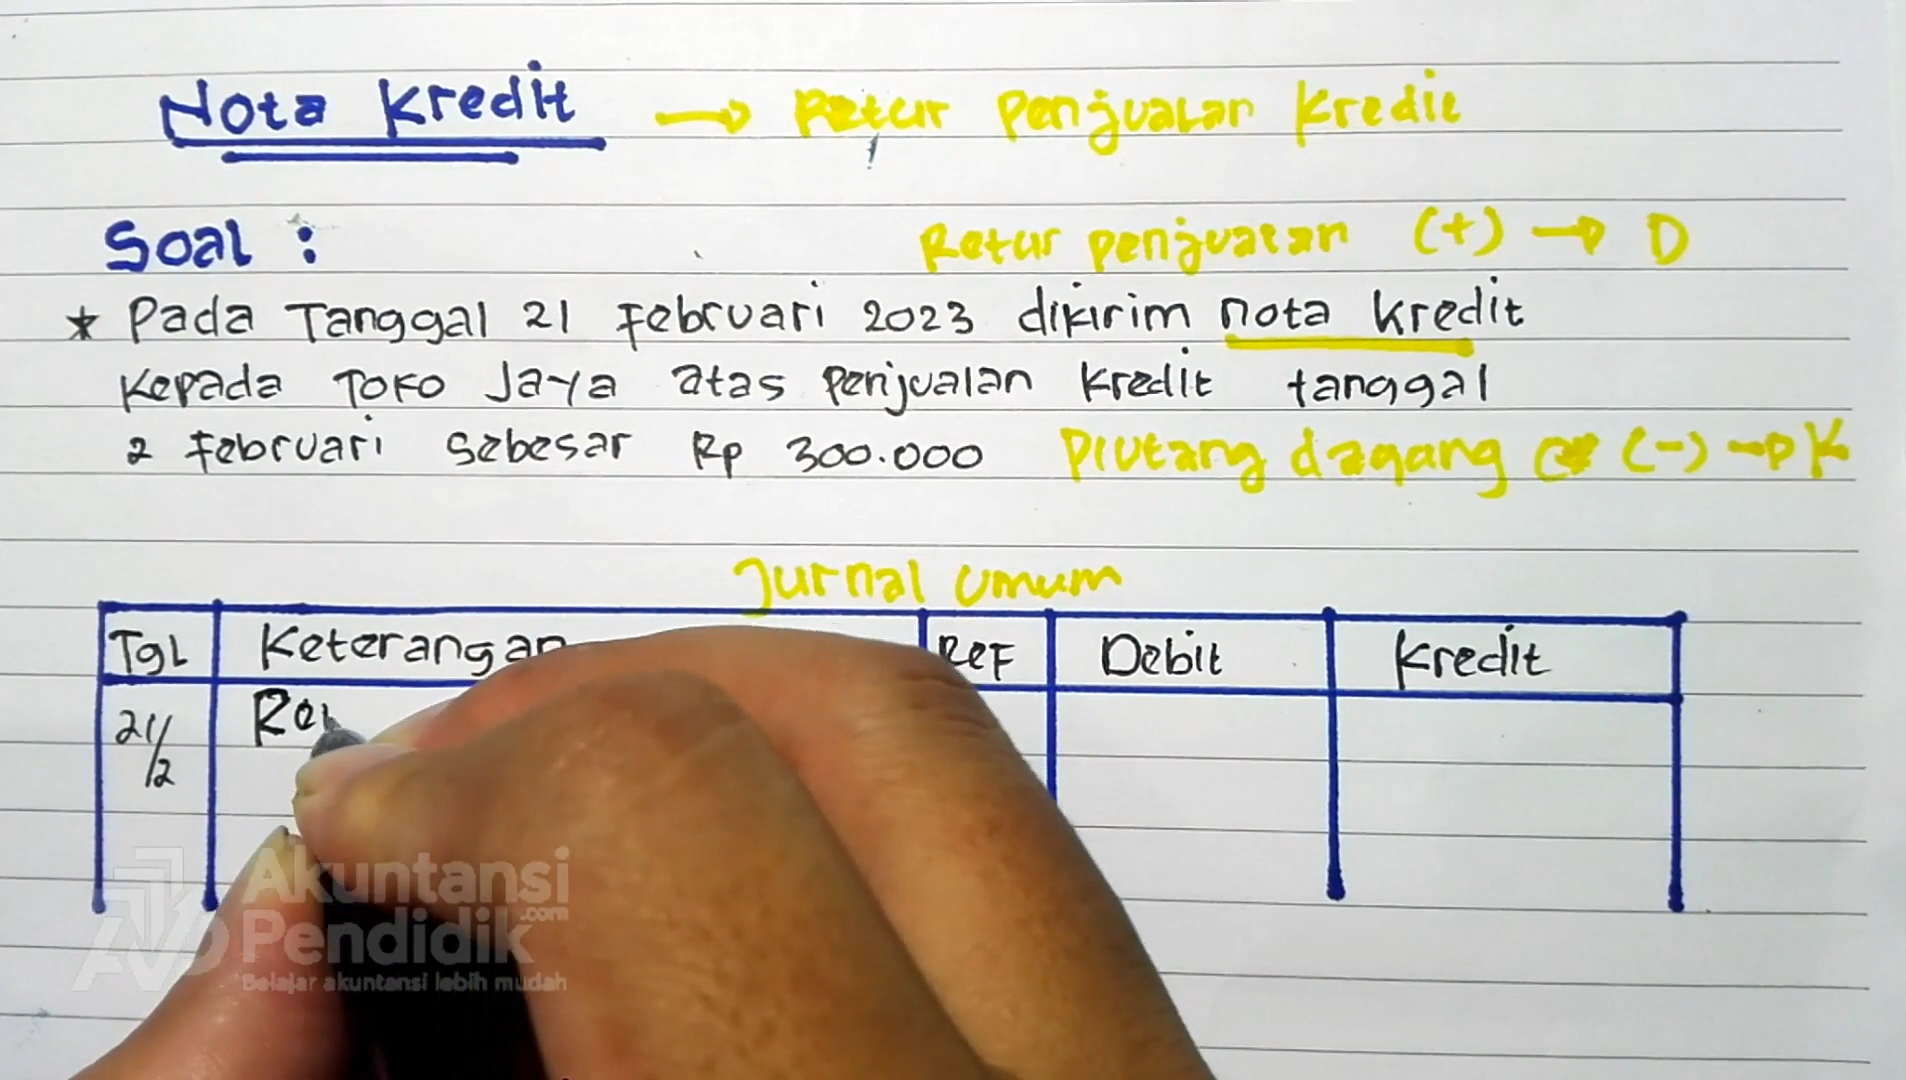 Nota Kredit → Retur Penjualan Kredit
Soal :
Retur penjualan (+) → D
* Pada Tanggal 21 Februari 2023 dikirim nota kredit
Kepada Toko Jaya atas penjualan kredit tanggal
2 Februari sebesar Rp 300.000
Piutang dagang (-) → K
Jurnal Umum
Tgl Keterangan ReF Debit Kredit
21/2 Re
Akuntansi
Pendidik
.com
Belajar akuntansi lebih mudah